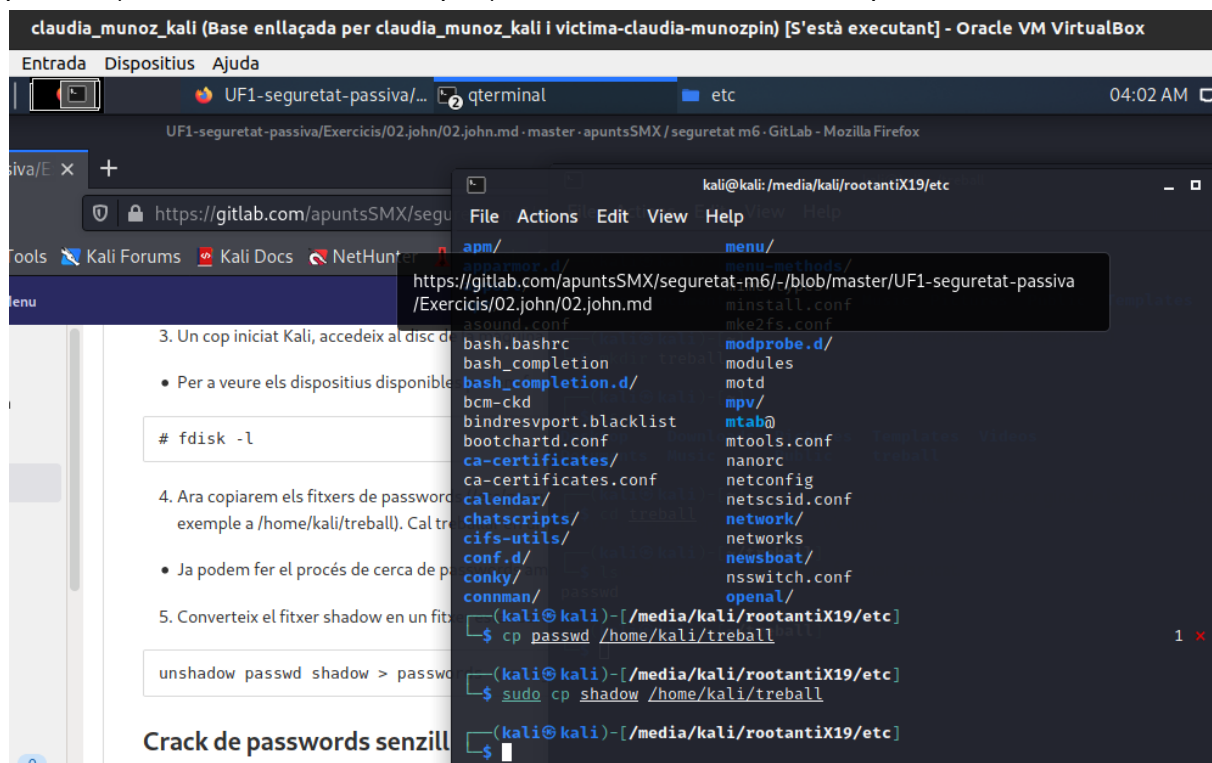 claudia_munoz_kali (Base enllaçada per claudia_munoz_kali i victima-claudia-munozpin) [S'està executant] - Oracle VM VirtualBox
Entrada Dispositius Ajuda
UF1-seguretat-passiva/... 2 qterminal etc 04:02 AM
UF1-seguretat-passiva/Exercicis/02.john/02.john.md · master · apuntsSMX / seguretat m6 · GitLab - Mozilla Firefox
siva/E × +
https://gitlab.com/apuntsSMX/segu
Tools Kali Forums Kali Docs NetHunter
Menu
3. Un cop iniciat Kali, accedeix al disc de
• Per a veure els dispositius disponibles
# fdisk -l
4. Ara copiarem els fitxers de passwords
exemple a /home/kali/treball). Cal
• Ja podem fer el procés de cerca de
5. Converteix el fitxer shadow en un fitx
unshadow passwd shadow > passwo
Crack de passwords senzill
kali@kali: /media/kali/rootantiX19/etc
File Actions Edit View Help
apm/ menu/
apparmor.d/ menu-methods/
https://gitlab.com/apuntsSMX/seguretat-m6/-/blob/master/UF1-seguretat-passiva
/Exercicis/02.john/02.john.md
minstall.conf
asound.conf mke2fs.conf
bash.bashrc modprobe.d/
bash_completion modules
bash_completion.d/ motd
bcm-ckd mpv/
bindresvport.blacklist mtab@
bootchartd.conf mtools.conf
ca-certificates/ nanorc
ca-certificates.conf netconfig
calendar/ netscsid.conf
chatscripts/ network/
cifs-utils/ networks
conf.d/ newsboat/
conky/ nsswitch.conf
connman/ openal/
(kali㉿kali)-[/media/kali/rootantiX19/etc]
$ cp passwd /home/kali/treball 1 ×
(kali㉿kali)-[/media/kali/rootantiX19/etc]
$ sudo cp shadow /home/kali/treball
(kali㉿kali)-[/media/kali/rootantiX19/etc]
$